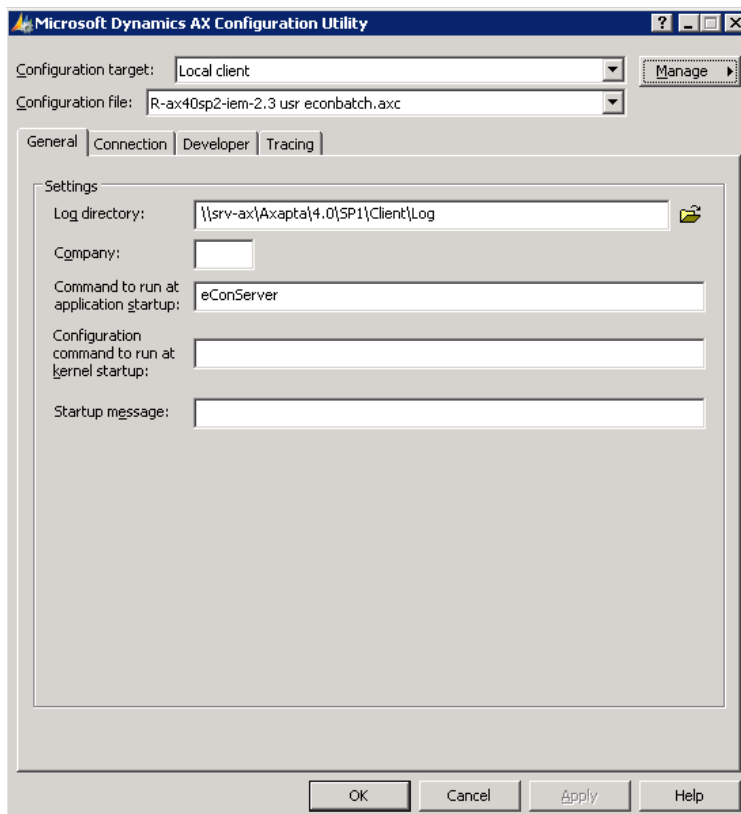 Microsoft Dynamics AX Configuration Utility
Configuration target: Local client Manage
Configuration file: R-ax40sp2-iem-2.3 usr econbatch.axc
General Connection Developer Tracing
Settings
Log directory: \\srv-ax\Axapta\4.0\SP1\Client\Log
Company:
Command to run at
application startup: eConServer
Configuration
command to run at
kernel startup:
Startup message:
OK Cancel Apply Help